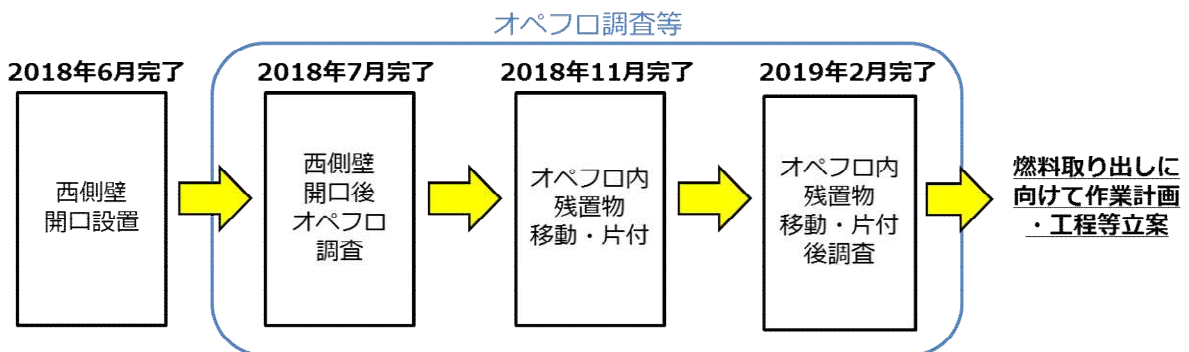 オペフロ調査等
2018年6月完了
西側壁
開口設置
2018年7月完了
西側壁
開口後
オペフロ
調査
2018年11月完了
オペフロ内
残置物
移動・片付
2019年2月完了
オペフロ内
残置物
移動・片付
後調査
燃料取り出しに
向けて作業計画
・工程等立案